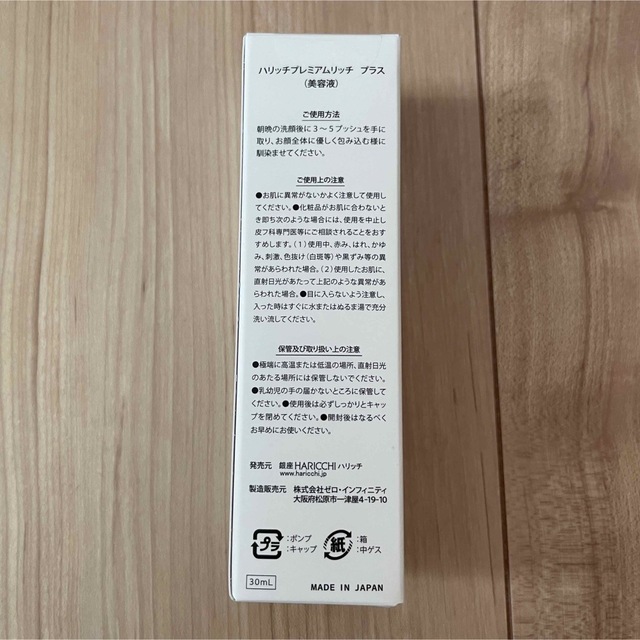 ハリッチプレミアムリッチ プラス
（美容液）
ご使用方法
朝晩の洗顔後に3〜5プッシュを手に
取り、お顔全体に優しく包み込む様に
馴染ませてください。
ご使用上の注意
●お肌に異常がないかよく注意して使用し
てください。●化粧品がお肌に合わないと
き即ち次のような場合には、使用を中止し
皮フ科専門医等にご相談されることをおす
すめします。（1）使用中、赤み、はれ、かゆ
み、刺激、色抜け（白斑等）や黒ずみ等の異
常があらわれた場合。（2）使用したお肌に、
直射日光があたって上記のような異常があ
らわれた場合。●目に入らないよう注意し、
入った時はすぐに水またはぬるま湯で充分
洗い流してください。
保管及び取り扱い上の注意
●極端に高温または低温の場所、直射日光
のあたる場所には保管しないでください。
●乳幼児の手の届かないところに保管して
ください。●使用後は必ずしっかりとキャッ
プを閉めてください。●開封後はなるべく
お早めにお使いください。
発売元 銀座HARICCHIハリッチ
www.haricchi.jp
製造販売元 株式会社ゼロ・インフィニティ
大阪府松原市一津屋4-19-10
プラ ：ポンプ ：キャップ
紙 ：箱 ：中ゲス
30mL
MADE IN JAPAN